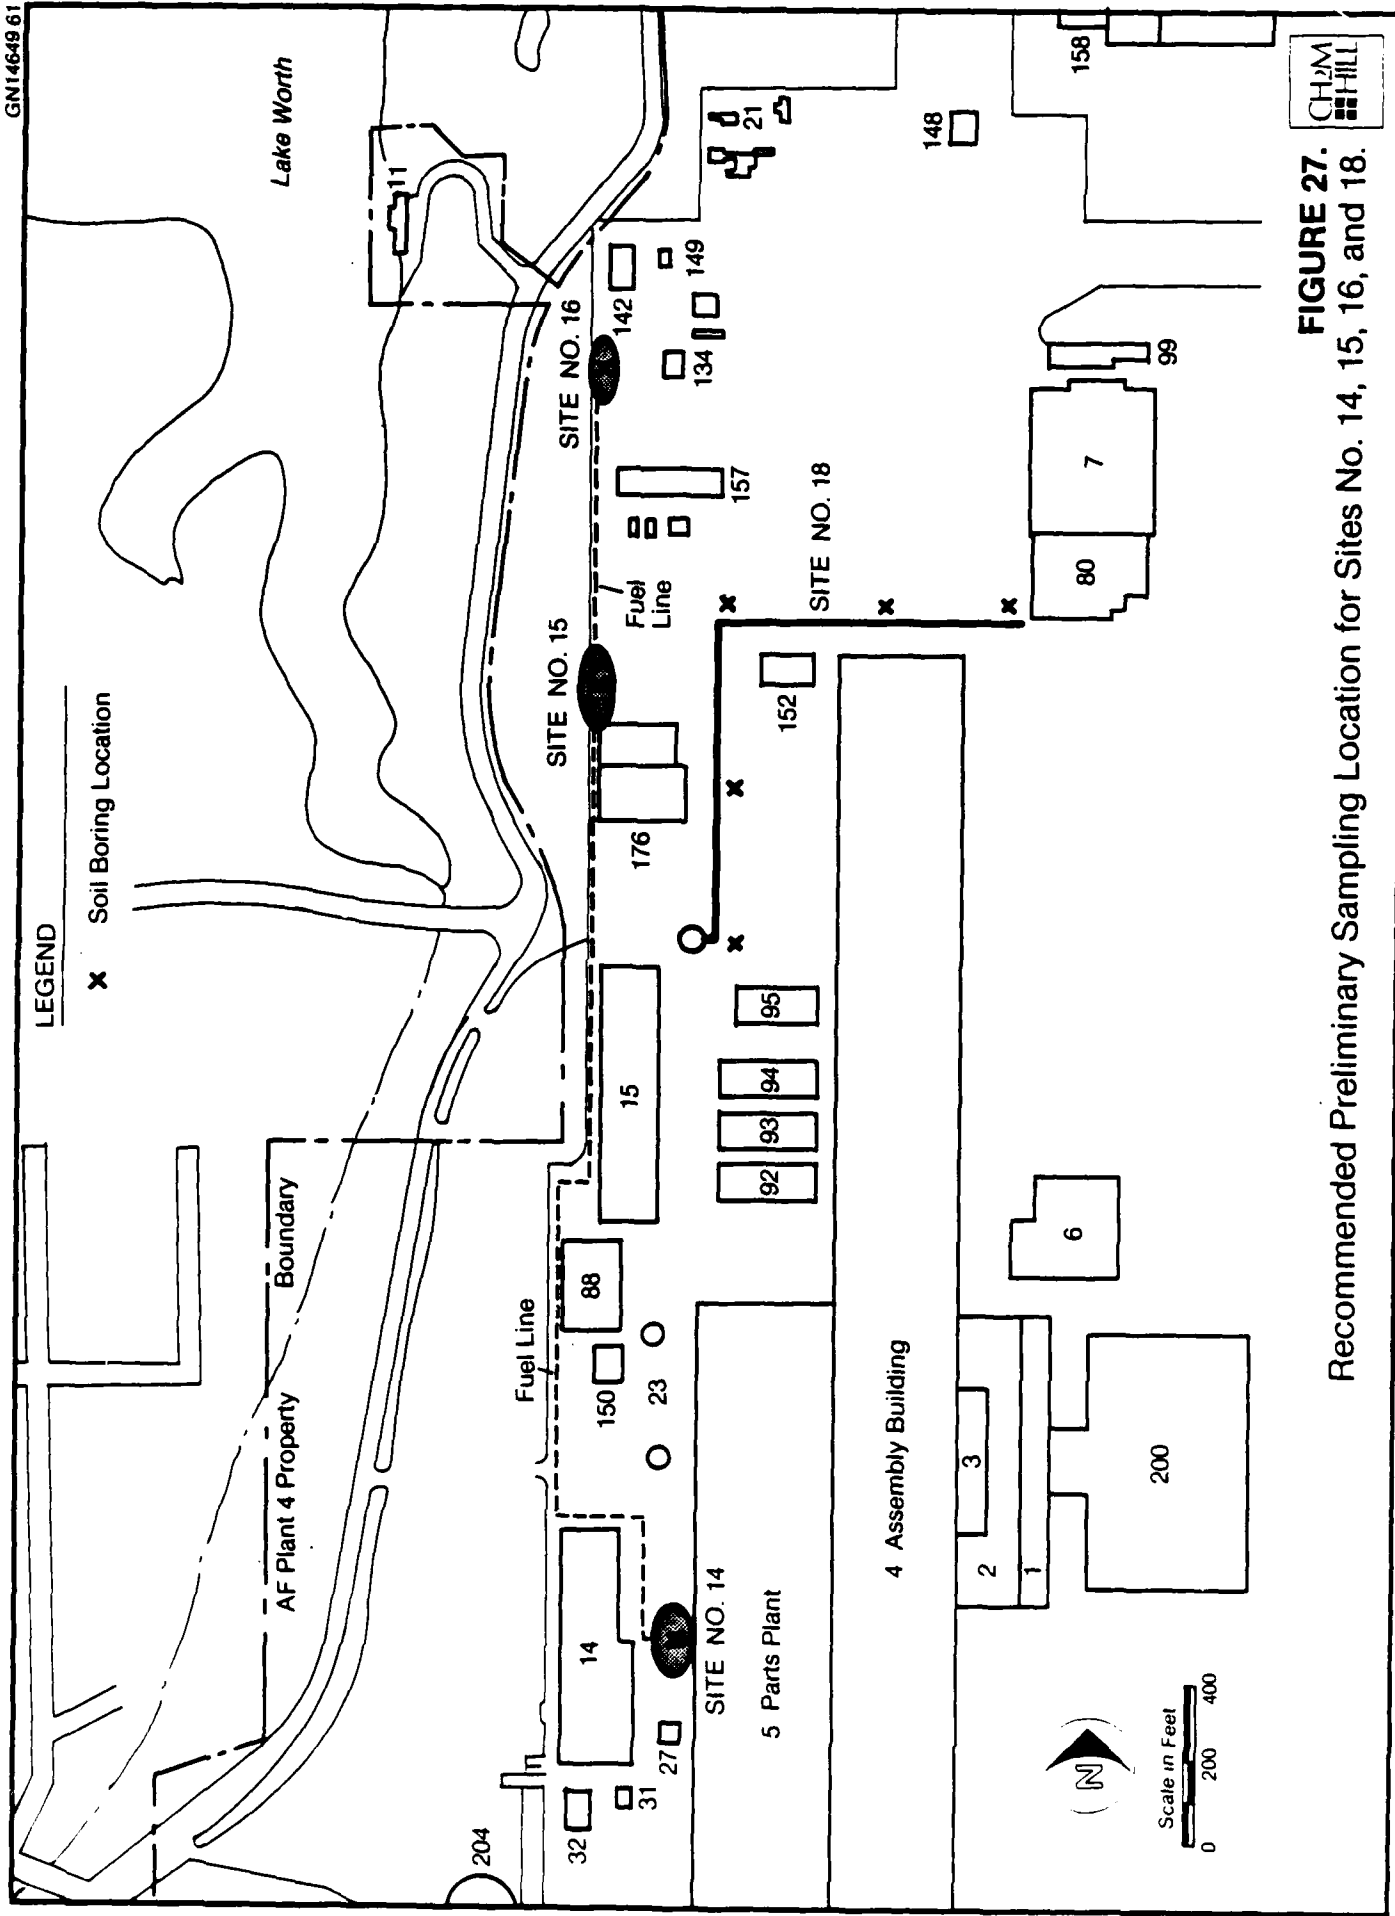 GN14649 61
LEGEND
x Soil Boring Location
Lake Worth
11
AF Plant 4 Property Boundary
204
32
31
27
14
SITE NO. 14
Fuel Line
150
88
23
15
92
93
94
95
176
SITE NO. 15
Fuel
Line
152
157
SITE NO. 16
SITE NO. 18
142
134
149
21
148
158
5 Parts Plant
4 Assembly Building
3
2
1
200
6
80
7
99
N
Scale in Feet
0 200 400
CH2M
HILL
FIGURE 27.
Recommended Preliminary Sampling Location for Sites No. 14, 15, 16, and 18.